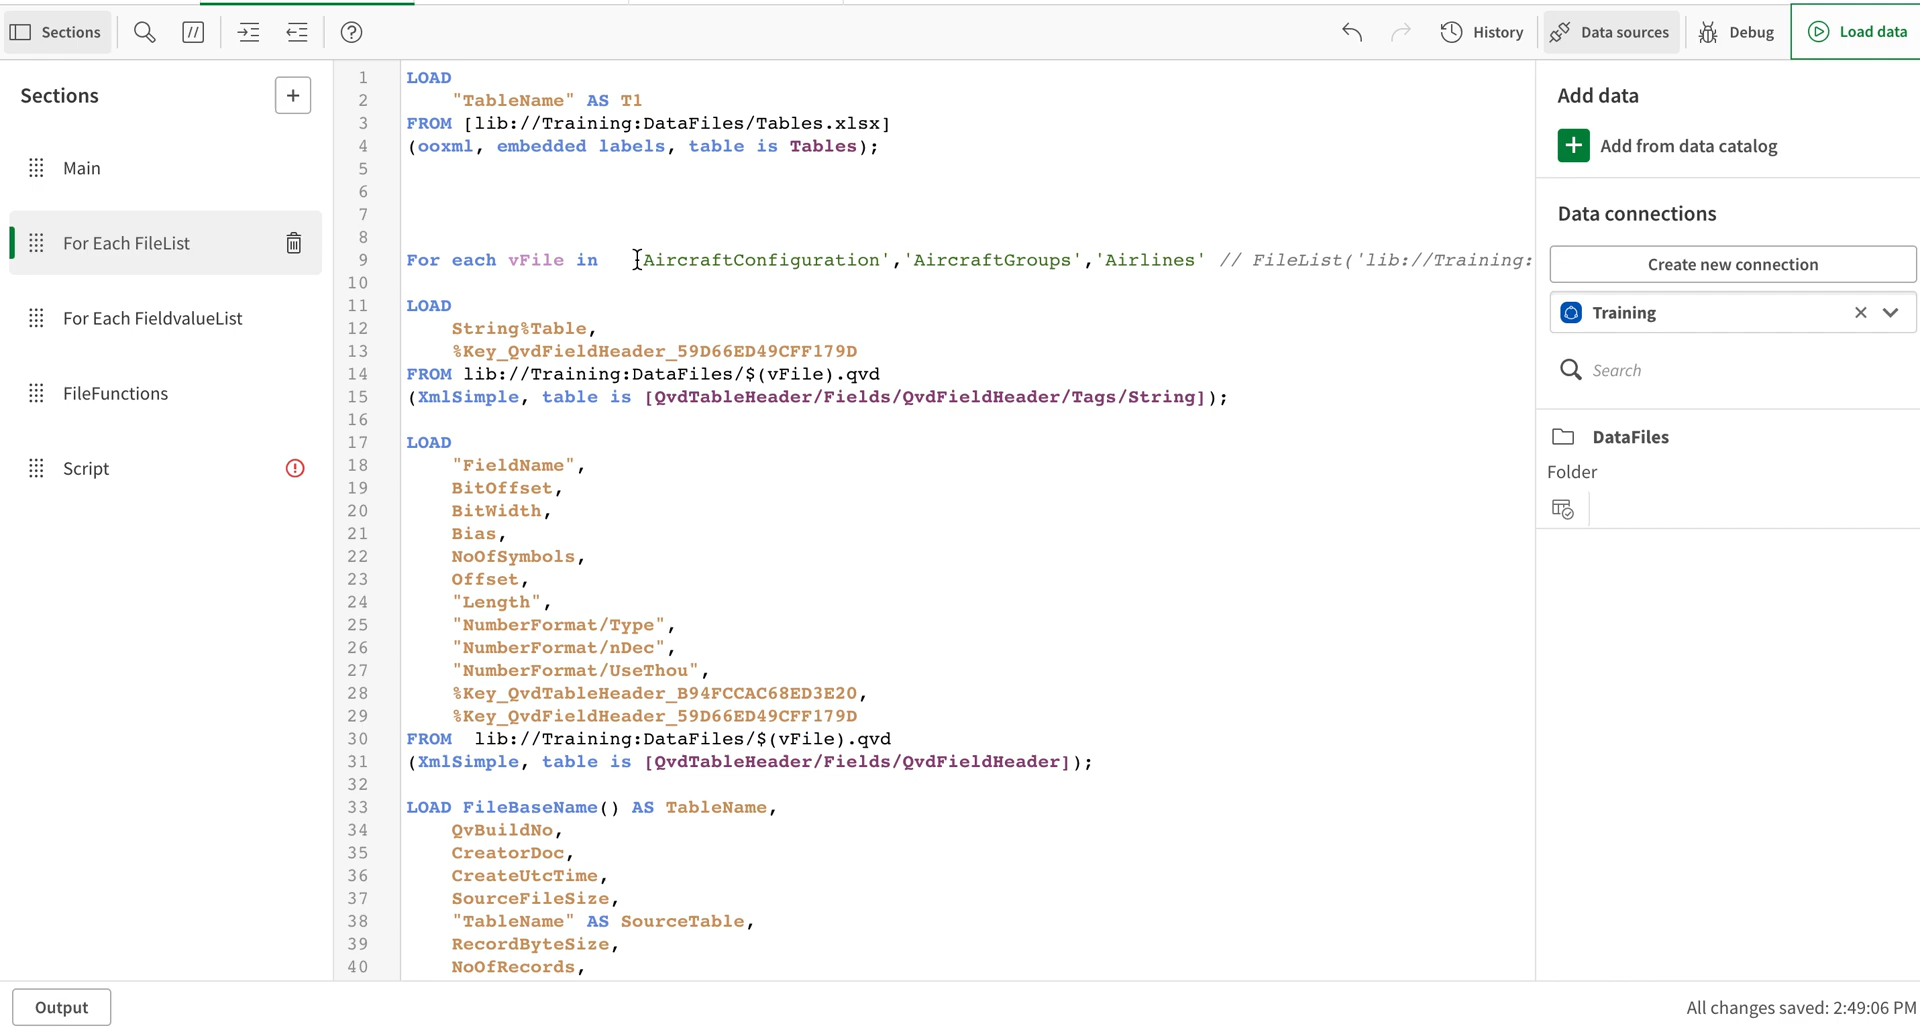 Sections
//
?
History
Data sources
Debug
Load data
Sections
+
Main
For Each FileList
For Each FieldvalueList
FileFunctions
Script
1 LOAD
2 "TableName" AS T1
3 FROM [lib://Training:DataFiles/Tables.xlsx]
4 (ooxml, embedded labels, table is Tables);
5
6
7
8
9 For each vFile in 'AircraftConfiguration','AircraftGroups','Airlines' // FileList('lib://Training:
10
11 LOAD
12 String%Table,
13 %Key_QvdFieldHeader_59D66ED49CFF179D
14 FROM lib://Training:DataFiles/$(vFile).qvd
15 (XmlSimple, table is [QvdTableHeader/Fields/QvdFieldHeader/Tags/String]);
16
17 LOAD
18 "FieldName",
19 BitOffset,
20 BitWidth,
21 Bias,
22 NoOfSymbols,
23 Offset,
24 "Length",
25 "NumberFormat/Type",
26 "NumberFormat/nDec",
27 "NumberFormat/UseThou",
28 %Key_QvdTableHeader_B94FCCAC68ED3E20,
29 %Key_QvdFieldHeader_59D66ED49CFF179D
30 FROM lib://Training:DataFiles/$(vFile).qvd
31 (XmlSimple, table is [QvdTableHeader/Fields/QvdFieldHeader]);
32
33 LOAD FileBaseName() AS TableName,
34 QvBuildNo,
35 CreatorDoc,
36 CreateUtcTime,
37 SourceFileSize,
38 "TableName" AS SourceTable,
39 RecordByteSize,
40 NoOfRecords,
Add data
Add from data catalog
Data connections
Create new connection
Training
Search
DataFiles
Folder
Output
All changes saved: 2:49:06 PM